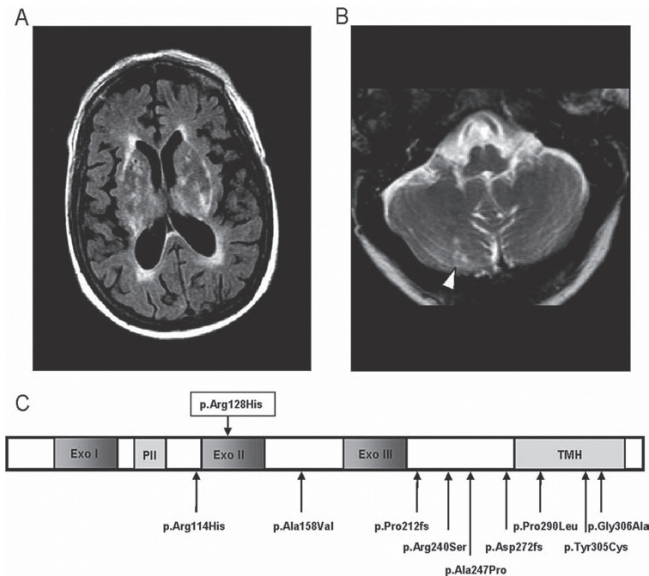 A
B
C
p.Arg128His
Exo I
PII
Exo II
Exo III
TMH
p.Arg114His
p.Ala158Val
p.Pro212fs
p.Pro290Leu
p.Gly306Ala
p.Arg240Ser
p.Asp272fs
p.Tyr305Cys
p.Ala247Pro